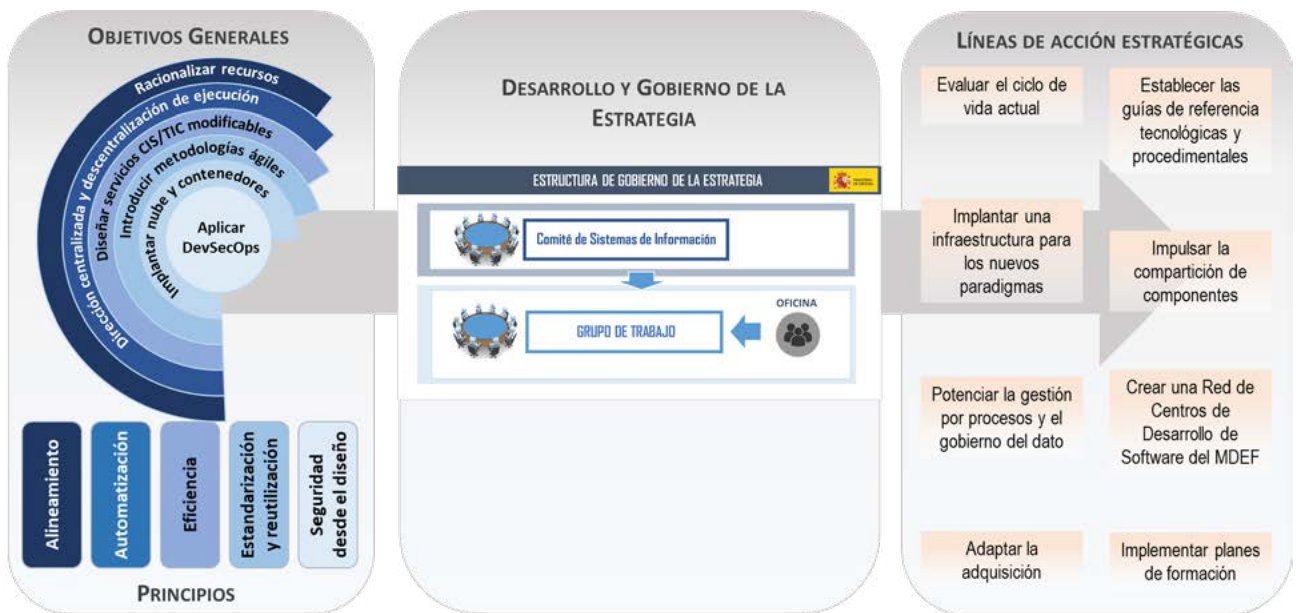 OBJETIVOS GENERALES
Racionalizar recursos
Dirección centralizada y descentralización de ejecución
Diseñar servicios CIS/TIC modificables
Introducir metodologías ágiles
Implantar nube y contenedores
Aplicar
DevSecOps
Alineamiento
Automatización
Eficiencia
Estandarización
y reutilización
Seguridad
desde el diseño
PRINCIPIOS
DESARROLLO Y GOBIERNO DE LA
ESTRATEGIA
ESTRUCTURA DE GOBIERNO DE LA ESTRATEGIA
Comité de Sistemas de Información
OFICINA
GRUPO DE TRABAJO
LÍNEAS DE ACCIÓN ESTRATÉGICAS
Evaluar el ciclo de
vida actual
Establecer las
guías de referencia
tecnológicas y
procedimentales
Implantar una
infraestructura para
los nuevos
paradigmas
Impulsar la
compartición de
componentes
Potenciar la gestión
por procesos y el
gobierno del dato
Crear una Red de
Centros de
Desarrollo de
Software del MDEF
Adaptar la
adquisición
Implementar planes
de formación